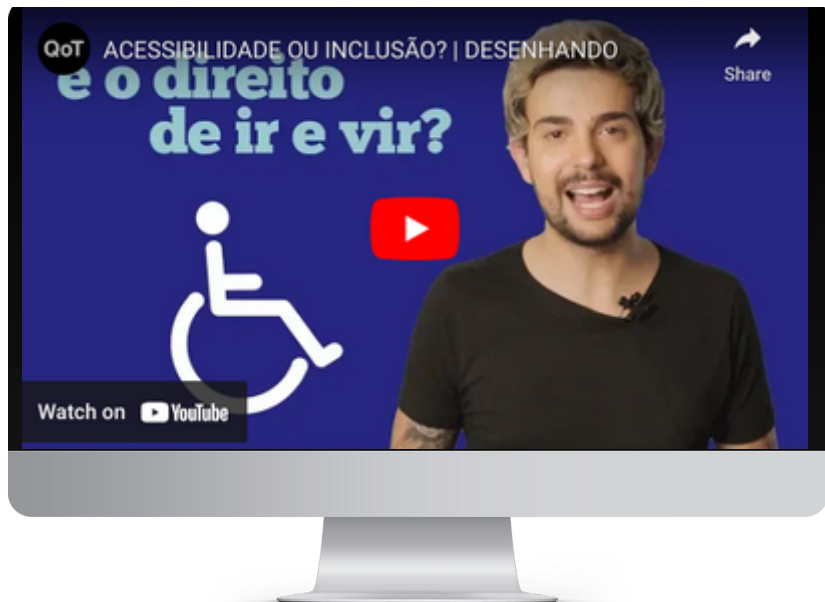 QoT ACESSIBILIDADE OU INCLUSÃO? | DESENHANDO
Share
e o direito
de ir e vir?
Watch on YouTube